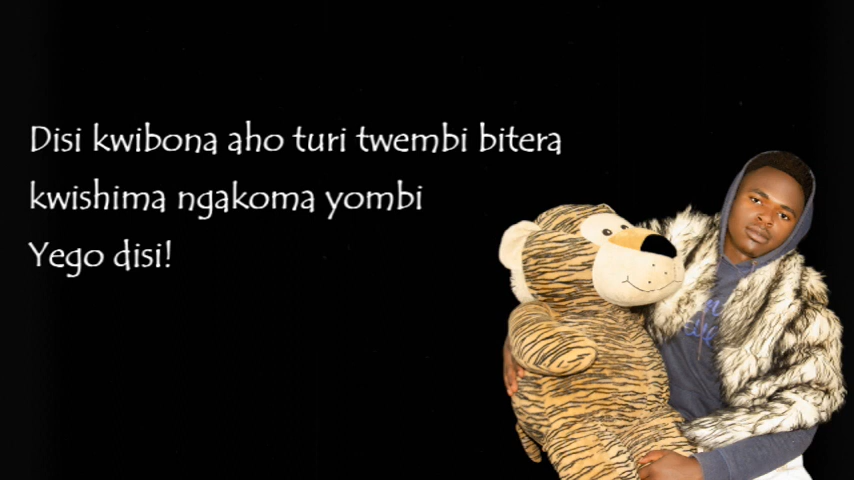 Disi kwibona aho turi twembi bitera
kwishima ngakoma yombi
Yego disi!